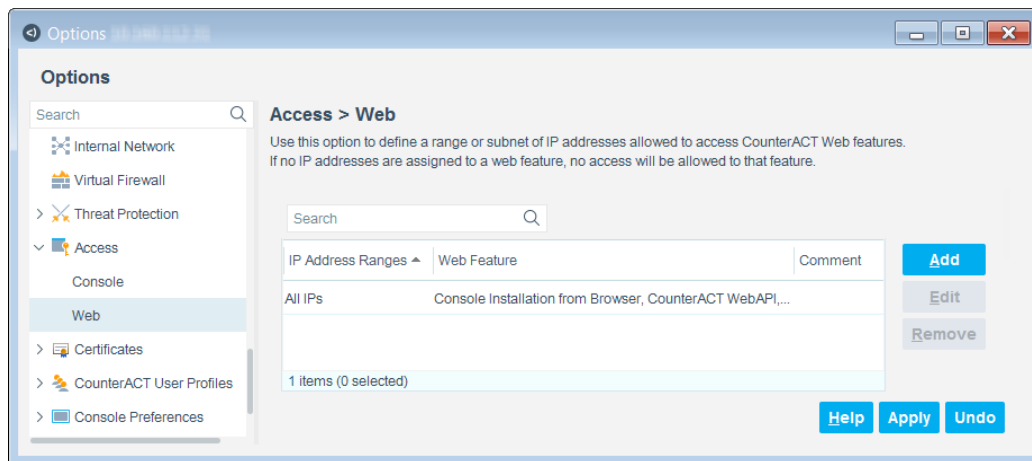 Options
Options
Search
Internal Network
Virtual Firewall
Threat Protection
Access
Console
Web
Certificates
CounterACT User Profiles
Console Preferences
Access > Web
Use this option to define a range or subnet of IP addresses allowed to access CounterACT Web features.
If no IP addresses are assigned to a web feature, no access will be allowed to that feature.
Search
IP Address Ranges Web Feature Comment
All IPs Console Installation from Browser, CounterACT WebAPI,...
1 items (0 selected)
Add
Edit
Remove
Help Apply Undo